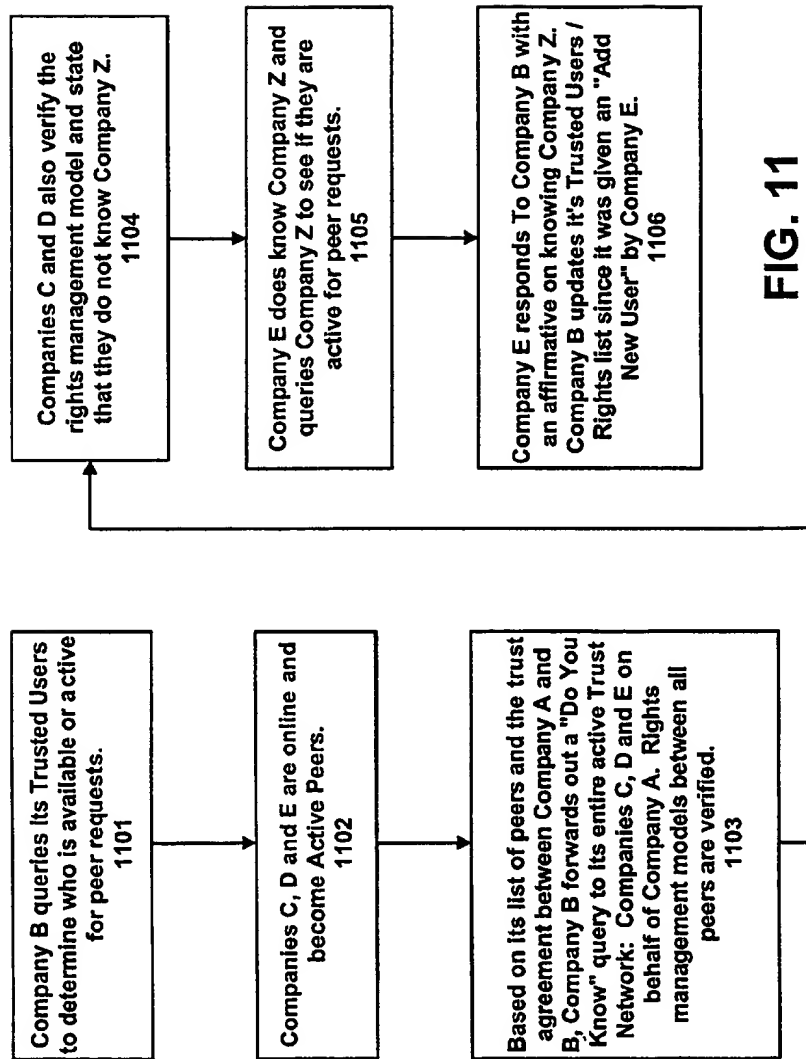 Company B queries Its Trusted Users
to determine who is available or active
for peer requests.
1101
Companies C, D and E are online and
become Active Peers.
1102
Based on Its list of peers and the trust
agreement between Company A and
B, Company B forwards out a "Do You
Know" query to its entire active Trust
Network: Companies C, D and E on
behalf of Company A. Rights
management models between all
peers are verified.
1103
Companies C and D also verify the
rights management model and state
that they do not know Company Z.
1104
Company E does know Company Z and
queries Company Z to see if they are
active for peer requests.
1105
Company E responds To Company B with
an affirmative on knowing Company Z.
Company B updates it's Trusted Users /
Rights list since it was given an "Add
New User" by Company E.
1106
FIG. 11